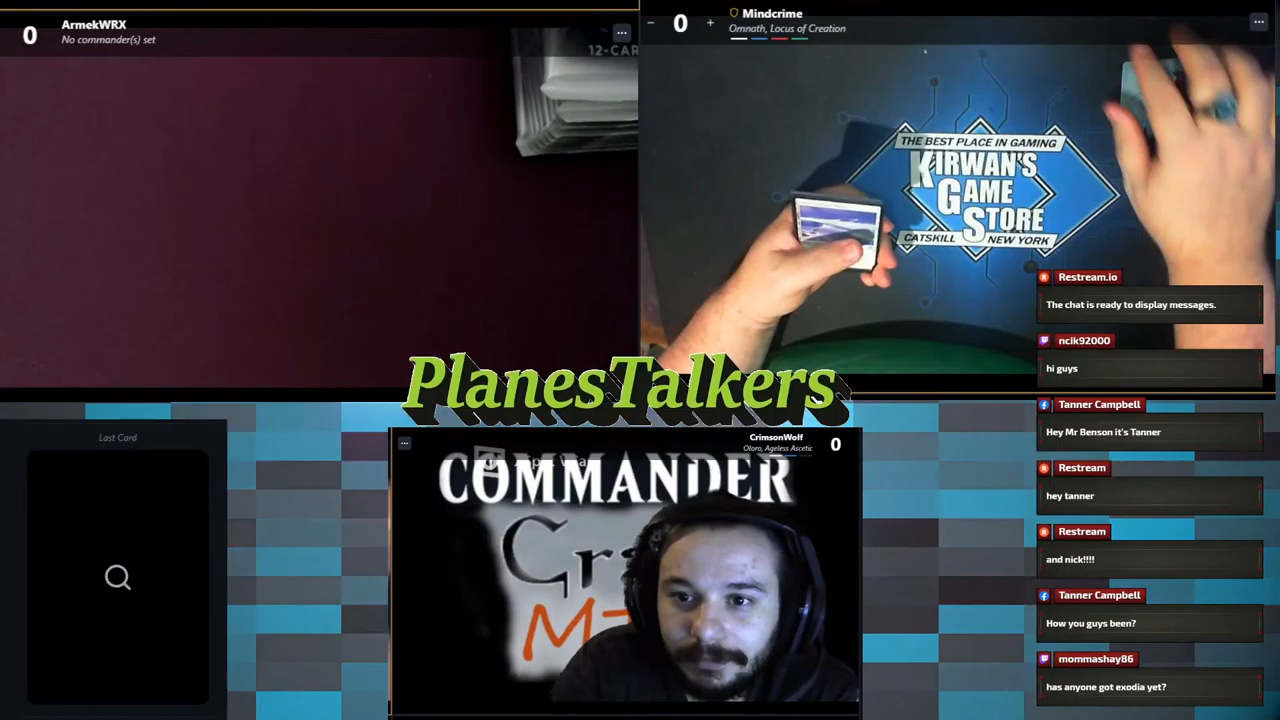 0
ArmekWRX
No commander(s) set
12-CAR
0
Mindcrime
Omnath, Locus of Creation
THE BEST PLACE IN GAMING
KIRWAN'S
GAME
STORE
CATSKILL NEW YORK
Restream.io
The chat is ready to display messages.
ncik92000
hi guys
Tanner Campbell
Hey Mr Benson it's Tanner
Restream
hey tanner
Restream
and nick!!!!
Tanner Campbell
How you guys been?
mommashay86
has anyone got exodia yet?
PlanesTalkers
Last Card
CrimsonWolf
Oloro, Ageless Ascetic
0
COMMANDER